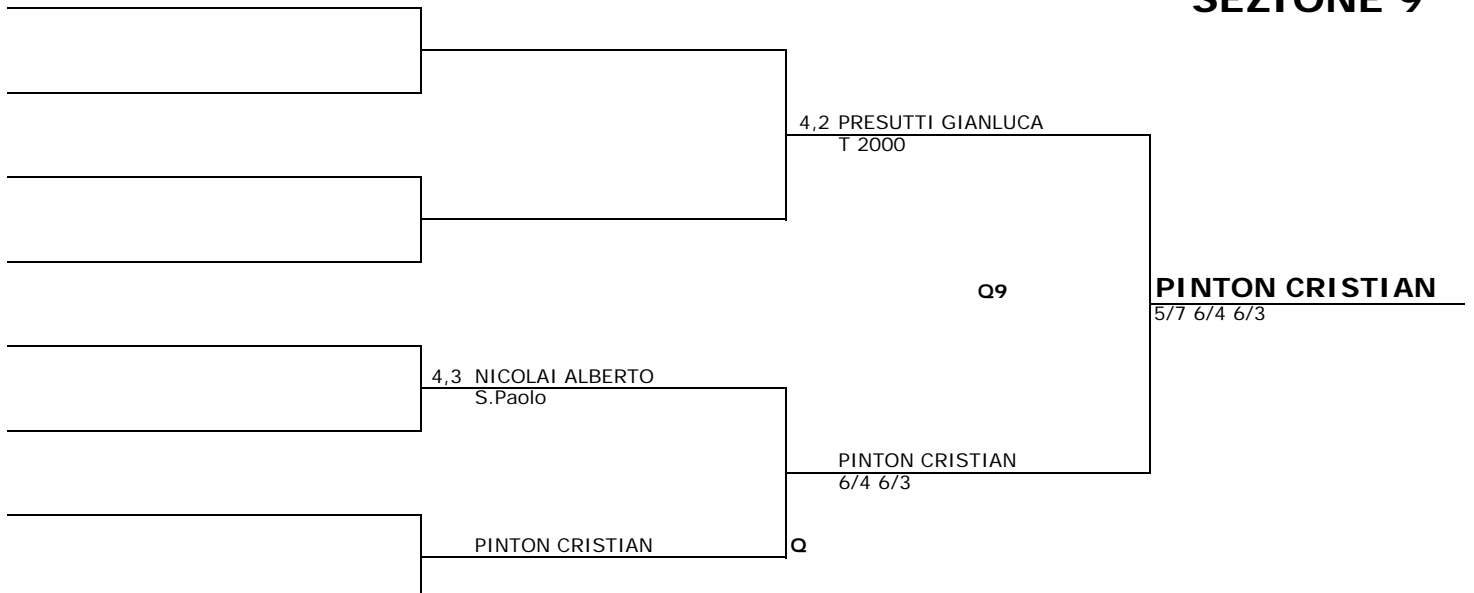 SEZIONE 9
4,2 PRESUTTI GIANLUCA
T 2000
Q9
PINTON CRISTIAN
5/7 6/4 6/3
4,3 NICOLAI ALBERTO
S.Paolo
PINTON CRISTIAN
6/4 6/3
PINTON CRISTIAN Q